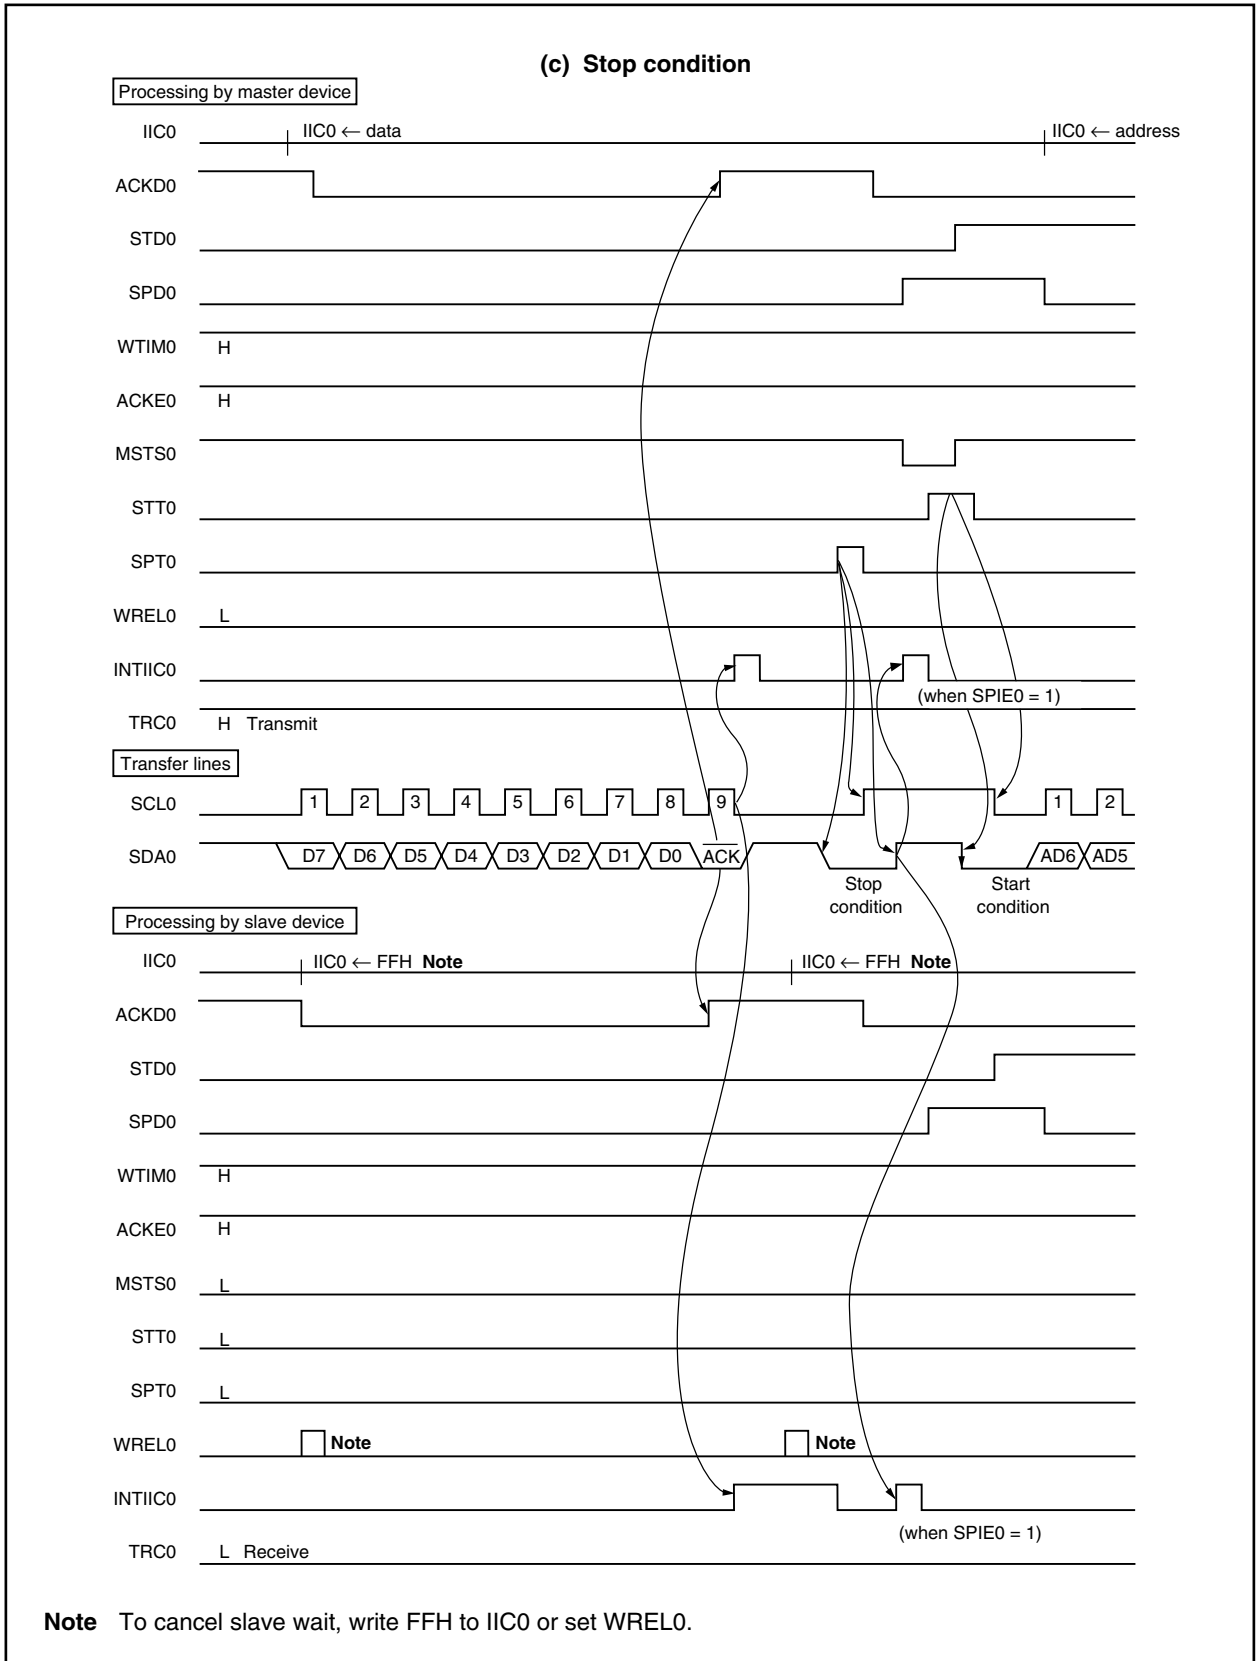 (c) Stop condition
Processing by master device
IIC0 IIC0 ← data IIC0 ← address
ACKD0
STD0
SPD0
WTIM0 H
ACKE0 H
MSTS0
STT0
SPT0
WREL0 L
INTIIC0
(when SPIE0 = 1)
TRC0 H Transmit
Transfer lines
SCL0 1 2 3 4 5 6 7 8 9 1 2
SDA0 D7 D6 D5 D4 D3 D2 D1 D0 A̅C̅K̅ AD6 AD5
Stop Start
condition condition
Processing by slave device
IIC0 IIC0 ← FFH Note IIC0 ← FFH Note
ACKD0
STD0
SPD0
WTIM0 H
ACKE0 H
MSTS0 L
STT0 L
SPT0 L
WREL0 Note Note
INTIIC0
(when SPIE0 = 1)
TRC0 L Receive
Note To cancel slave wait, write FFH to IIC0 or set WREL0.